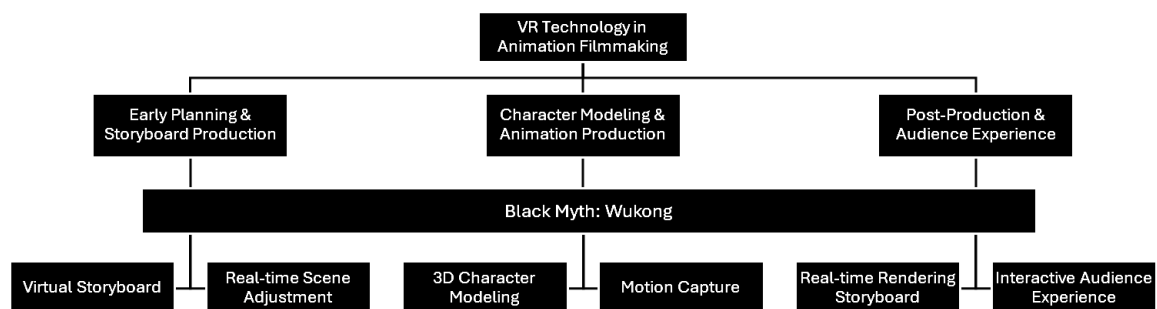 VR Technology in
Animation Filmmaking
Early Planning &
Storyboard Production
Character Modeling &
Animation Production
Post-Production &
Audience Experience
Black Myth: Wukong
Virtual Storyboard
Real-time Scene
Adjustment
3D Character
Modeling
Motion Capture
Real-time Rendering
Storyboard
Interactive Audience
Experience